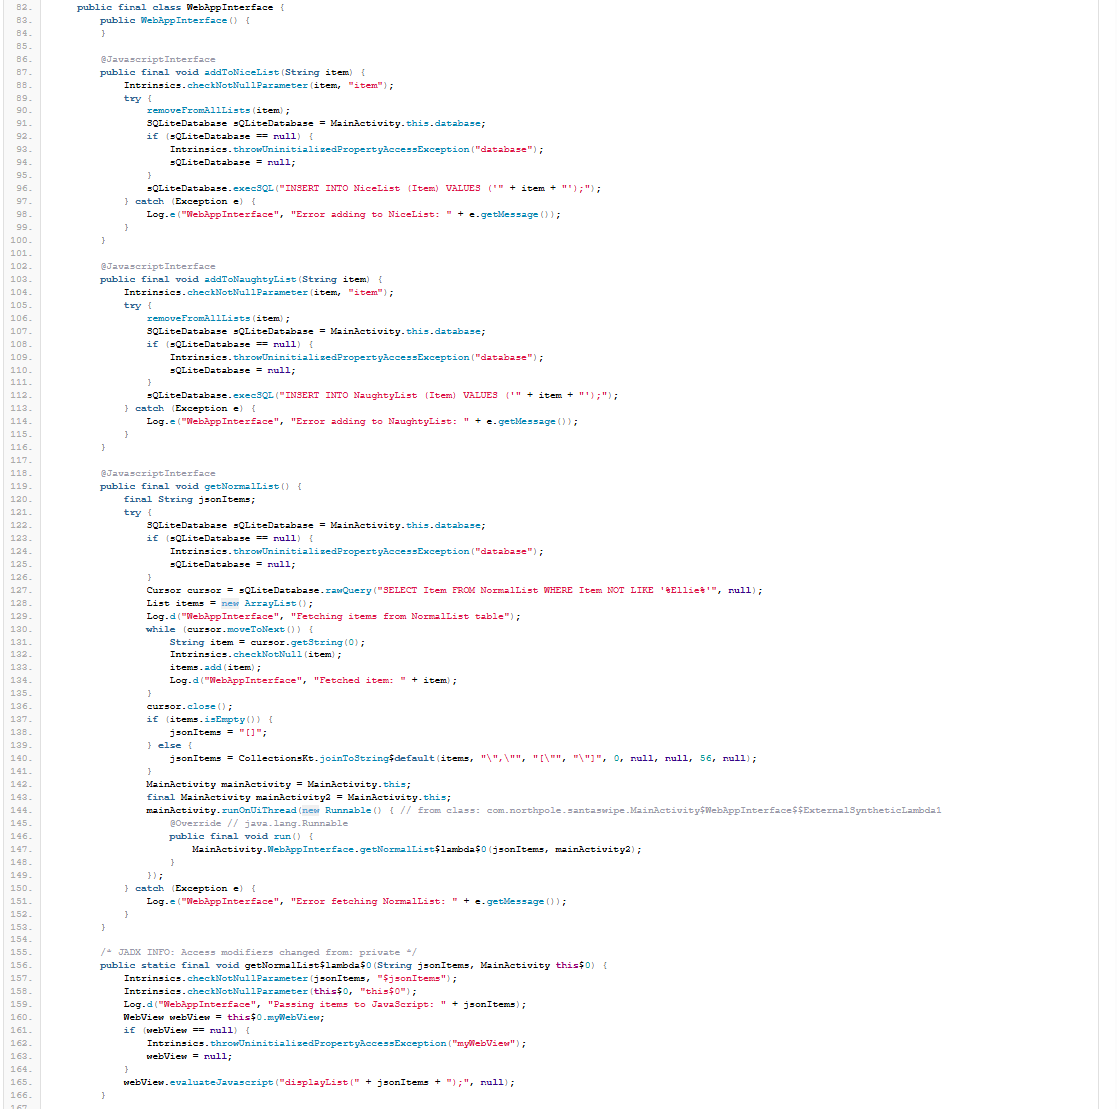 82. public final class WebAppInterface {
83. public WebAppInterface() {
84. }
85.
86. @JavascriptInterface
87. public final void addToNiceList(String item) {
88. Intrinsics.checkNotNullParameter(item, "item");
89. try {
90. removeFromAllLists(item);
91. SQLiteDatabase sQLiteDatabase = MainActivity.this.database;
92. if (sQLiteDatabase == null) {
93. Intrinsics.throwUninitializedPropertyAccessException("database");
94. sQLiteDatabase = null;
95. }
96. sQLiteDatabase.execSQL("INSERT INTO NiceList (Item) VALUES ('" + item + "');");
97. } catch (Exception e) {
98. Log.e("WebAppInterface", "Error adding to NiceList: " + e.getMessage());
99. }
100. }
101.
102. @JavascriptInterface
103. public final void addToNaughtyList(String item) {
104. Intrinsics.checkNotNullParameter(item, "item");
105. try {
106. removeFromAllLists(item);
107. SQLiteDatabase sQLiteDatabase = MainActivity.this.database;
108. if (sQLiteDatabase == null) {
109. Intrinsics.throwUninitializedPropertyAccessException("database");
110. sQLiteDatabase = null;
111. }
112. sQLiteDatabase.execSQL("INSERT INTO NaughtyList (Item) VALUES ('" + item + "');");
113. } catch (Exception e) {
114. Log.e("WebAppInterface", "Error adding to NaughtyList: " + e.getMessage());
115. }
116. }
117.
118. @JavascriptInterface
119. public final void getNormalList() {
120. final String jsonItems;
121. try {
122. SQLiteDatabase sQLiteDatabase = MainActivity.this.database;
123. if (sQLiteDatabase == null) {
124. Intrinsics.throwUninitializedPropertyAccessException("database");
125. sQLiteDatabase = null;
126. }
127. Cursor cursor = sQLiteDatabase.rawQuery("SELECT Item FROM NormalList WHERE Item NOT LIKE '%Ellie%'", null);
128. List items = new ArrayList();
129. Log.d("WebAppInterface", "Fetching items from NormalList table");
130. while (cursor.moveToNext()) {
131. String item = cursor.getString(0);
132. Intrinsics.checkNotNull(item);
133. items.add(item);
134. Log.d("WebAppInterface", "Fetched item: " + item);
135. }
136. cursor.close();
137. if (items.isEmpty()) {
138. jsonItems = "[]";
139. } else {
140. jsonItems = CollectionsKt.joinToString$default(items, "\",\"", "[\"", "\"]", 0, null, null, 56, null);
141. }
142. MainActivity mainActivity = MainActivity.this;
143. final MainActivity mainActivity2 = MainActivity.this;
144. mainActivity.runOnUiThread(new Runnable() { // from class: com.northpole.santaswipe.MainActivity$WebAppInterface$$ExternalSyntheticLambda1
145. @Override // java.lang.Runnable
146. public final void run() {
147. MainActivity.WebAppInterface.getNormalList$lambda$0(jsonItems, mainActivity2);
148. }
149. });
150. } catch (Exception e) {
151. Log.e("WebAppInterface", "Error fetching NormalList: " + e.getMessage());
152. }
153. }
154.
155. /* JADX INFO: Access modifiers changed from: private */
156. public static final void getNormalList$lambda$0(String jsonItems, MainActivity this$0) {
157. Intrinsics.checkNotNullParameter(jsonItems, "$jsonItems");
158. Intrinsics.checkNotNullParameter(this$0, "this$0");
159. Log.d("WebAppInterface", "Passing items to JavaScript: " + jsonItems);
160. WebView webView = this$0.myWebView;
161. if (webView == null) {
162. Intrinsics.throwUninitializedPropertyAccessException("myWebView");
163. webView = null;
164. }
165. webView.evaluateJavascript("displayList(" + jsonItems + ");", null);
166. }
167.